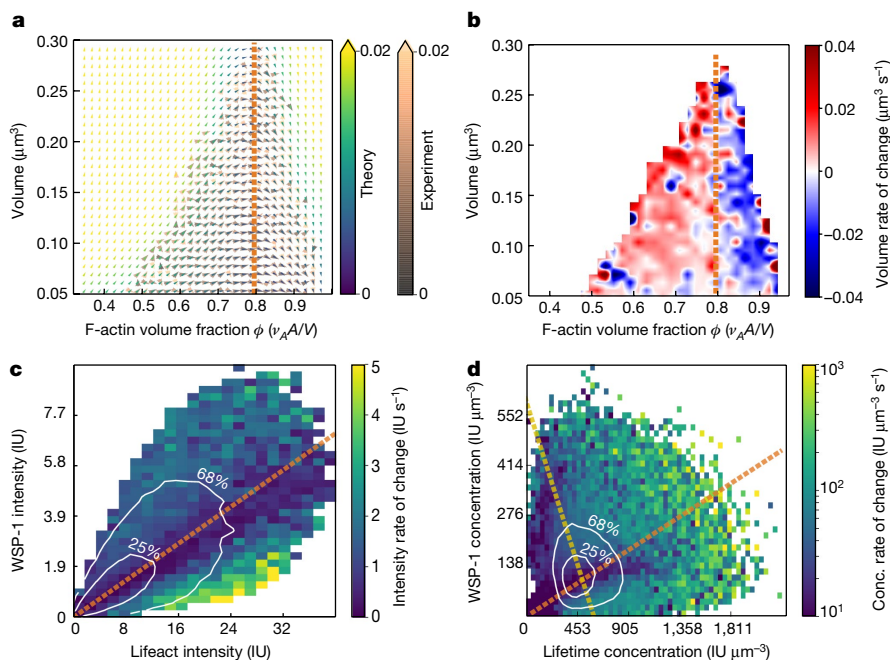 a
0.30
0.25
0.20
0.15
0.10
0.05
Volume (μm³)
0.4 0.5 0.6 0.7 0.8 0.9
F-actin volume fraction ϕ (νAA/V)
0.02
0
Theory
0.02
0
Experiment
b
0.30
0.25
0.20
0.15
0.10
0.05
Volume (μm³)
0.4 0.5 0.6 0.7 0.8 0.9
F-actin volume fraction ϕ (νAA/V)
0.04
0.02
0
−0.02
−0.04
Volume rate of change (μm³ s⁻¹)
c
7.7
5.8
3.9
1.9
0
WSP-1 intensity (IU)
68%
25%
0 8 16 24 32
Lifeact intensity (IU)
5
4
3
2
1
0
Intensity rate of change (IU s⁻¹)
d
552
414
276
138
WSP-1 concentration (IU μm⁻³)
68%
25%
0 453 905 1,358 1,811
Lifetime concentration (IU μm⁻³)
10³
10²
10¹
Conc. rate of change (IU μm⁻³ s⁻¹)